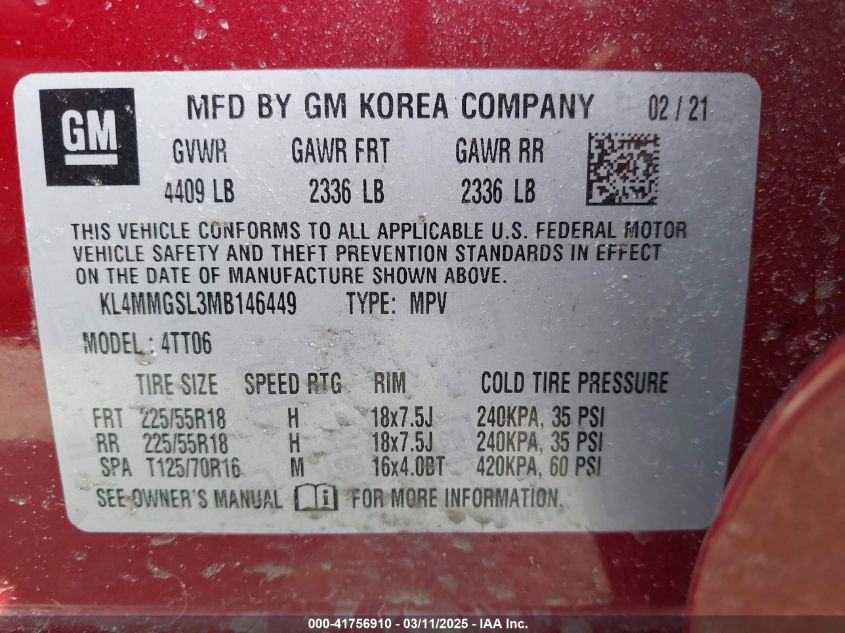 GM
MFD BY GM KOREA COMPANY 02 / 21
GVWR GAWR FRT GAWR RR
4409 LB 2336 LB 2336 LB
THIS VEHICLE CONFORMS TO ALL APPLICABLE U.S. FEDERAL MOTOR
VEHICLE SAFETY AND THEFT PREVENTION STANDARDS IN EFFECT
ON THE DATE OF MANUFACTURE SHOWN ABOVE.
KL4MMGSL3MB146449 TYPE: MPV
MODEL: 4TT06
TIRE SIZE SPEED RTG RIM COLD TIRE PRESSURE
FRT 225/55R18 H 18x7.5J 240KPA, 35 PSI
RR 225/55R18 H 18x7.5J 240KPA, 35 PSI
SPA T125/70R16 M 16x4.0BT 420KPA, 60 PSI
SEE OWNER'S MANUAL i FOR MORE INFORMATION.
000-41756910 - 03/11/2025 - IAA Inc.